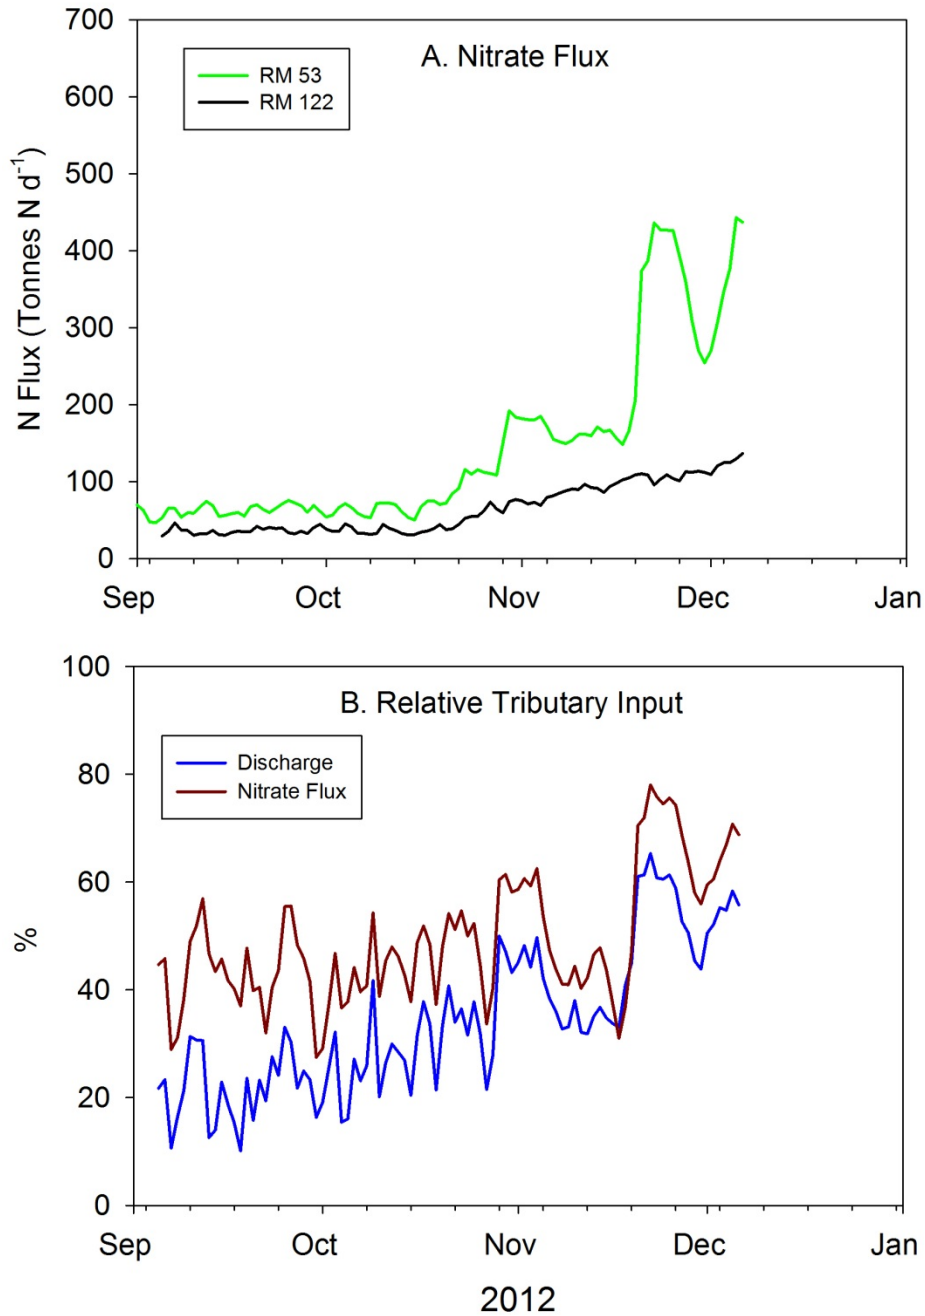 A. Nitrate Flux
RM 53
RM 122
N Flux (Tonnes N d⁻¹)
700
600
500
400
300
200
100
0
Sep Oct Nov Dec Jan
B. Relative Tributary Input
Discharge
Nitrate Flux
%
100
80
60
40
20
0
Sep Oct Nov Dec Jan
2012